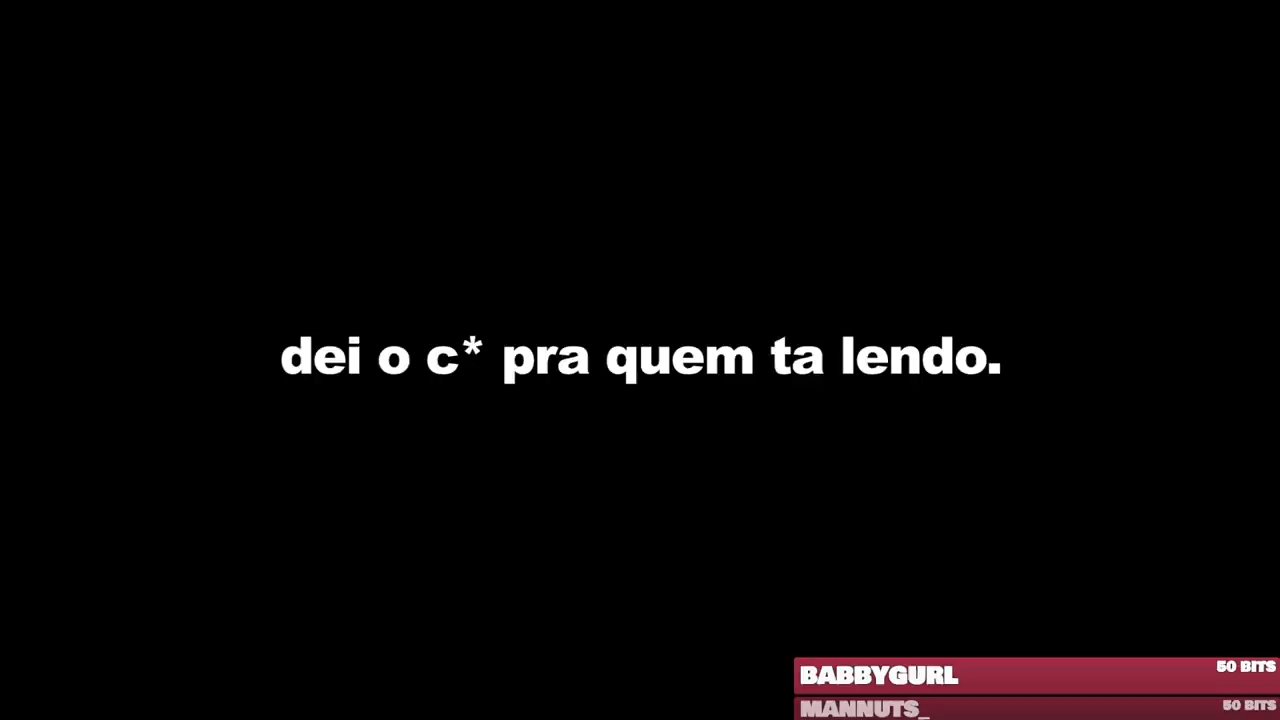 dei o c* pra quem ta lendo.
BABBYGURL 50 BITS
MANNUTS_ 50 BITS